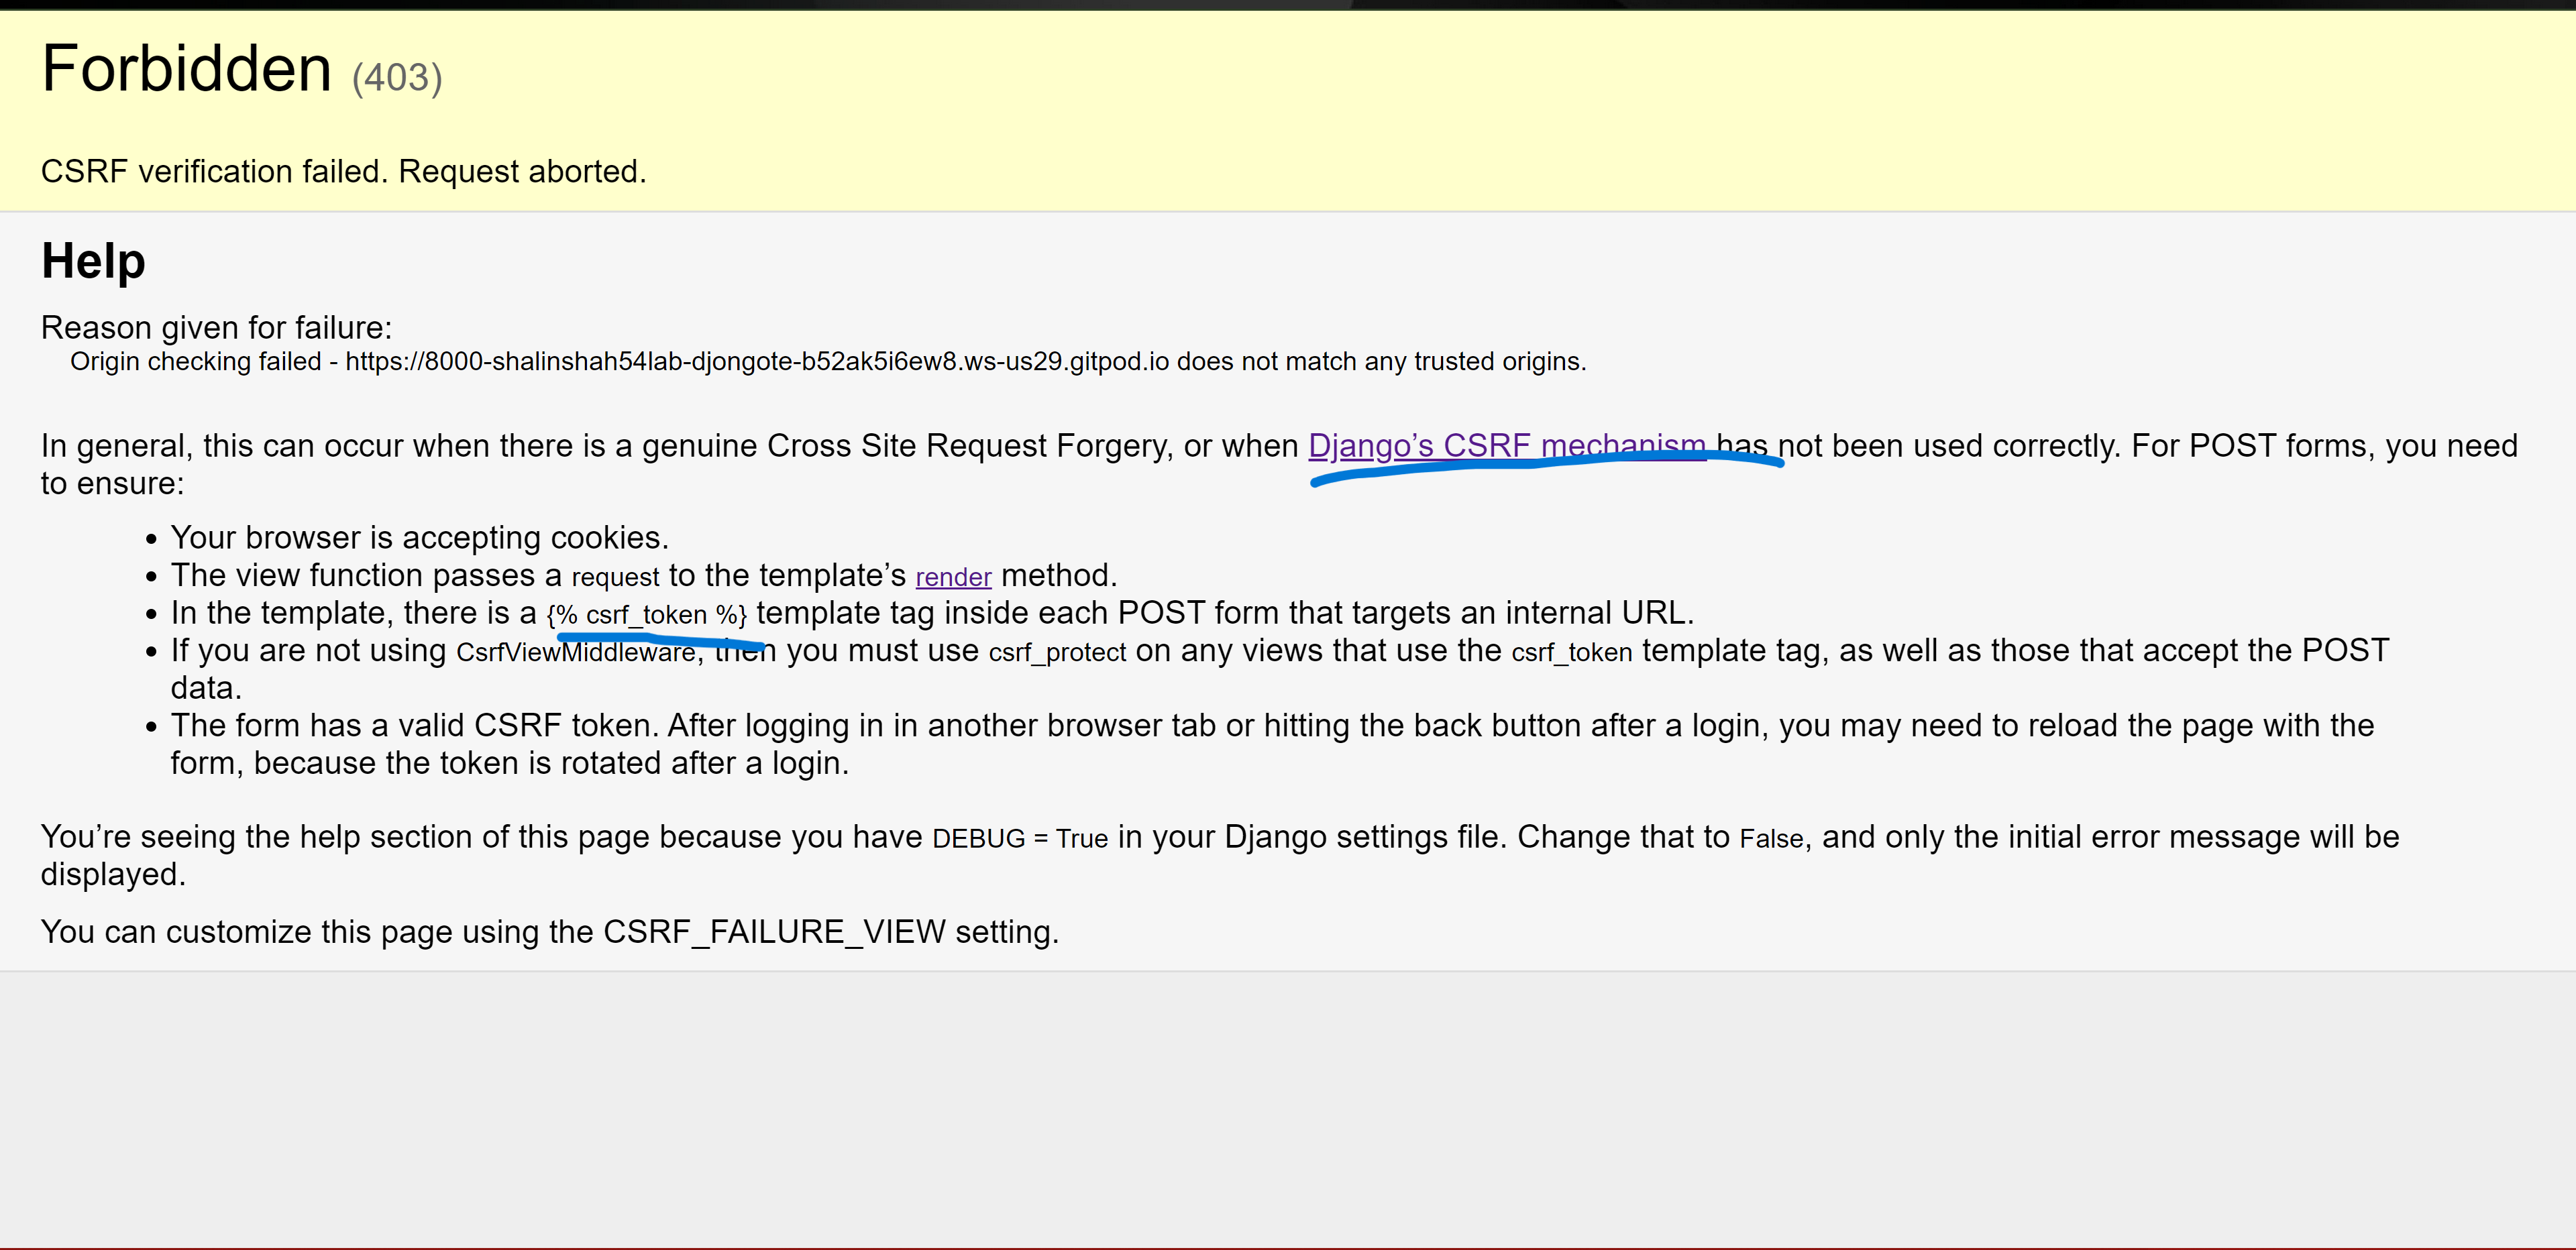 Forbidden (403)
CSRF verification failed. Request aborted.
Help
Reason given for failure:
Origin checking failed - https://8000-shalinshah54lab-djongote-b52ak5i6ew8.ws-us29.gitpod.io does not match any trusted origins.
In general, this can occur when there is a genuine Cross Site Request Forgery, or when Django’s CSRF mechanism has not been used correctly. For POST forms, you need
to ensure:
• Your browser is accepting cookies.
• The view function passes a request to the template’s render method.
• In the template, there is a {% csrf_token %} template tag inside each POST form that targets an internal URL.
• If you are not using CsrfViewMiddleware, then you must use csrf_protect on any views that use the csrf_token template tag, as well as those that accept the POST
data.
• The form has a valid CSRF token. After logging in in another browser tab or hitting the back button after a login, you may need to reload the page with the
form, because the token is rotated after a login.
You’re seeing the help section of this page because you have DEBUG = True in your Django settings file. Change that to False, and only the initial error message will be
displayed.
You can customize this page using the CSRF_FAILURE_VIEW setting.